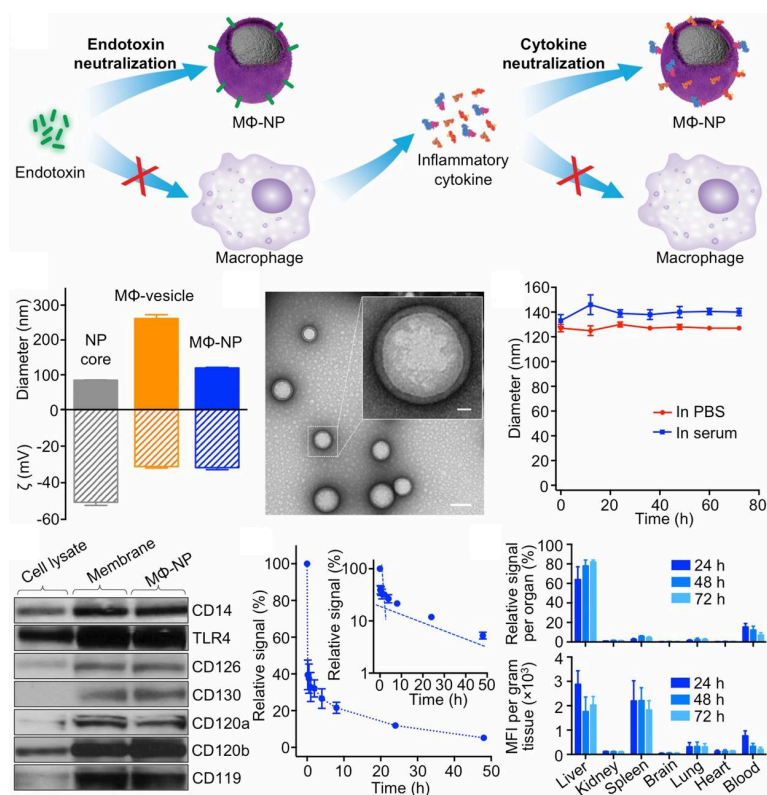 Endotoxin
neutralization
Cytokine
neutralization
MΦ-NP
MΦ-NP
Endotoxin
Inflammatory
cytokine
Macrophage
Macrophage
Diameter (nm)
300
200
100
0
-20
-40
-60
ζ (mV)
NP
core
MΦ-vesicle
MΦ-NP
Diameter (nm)
160
140
120
100
80
60
40
20
0
In PBS
In serum
0 20 40 60 80
Time (h)
Cell lysate
Membrane
MΦ-NP
CD14
TLR4
CD126
CD130
CD120a
CD120b
CD119
Relative signal (%)
100
80
60
40
20
0
0 10 20 30 40 50
Time (h)
Relative signal (%)
100
10
1
0 10 20 30 40 50
Time (h)
Relative signal
per organ (%)
100
80
60
40
20
0
24 h
48 h
72 h
MFI per gram
tissue (×10³)
4
3
2
1
0
24 h
48 h
72 h
Liver
Kidney
Spleen
Brain
Lung
Heart
Blood